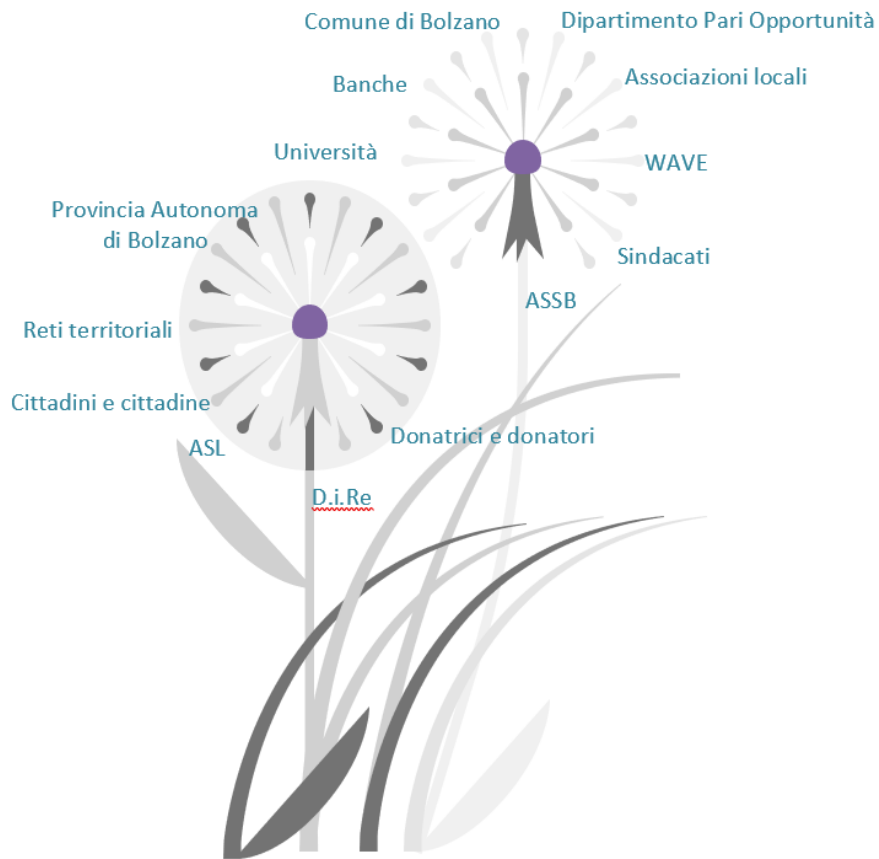 Comune di Bolzano
Dipartimento Pari Opportunità
Banche
Associazioni locali
Università
WAVE
Provincia Autonoma
di Bolzano
Sindacati
ASSB
Reti territoriali
Cittadini e cittadine
Donatrici e donatori
ASL
D.i.Re